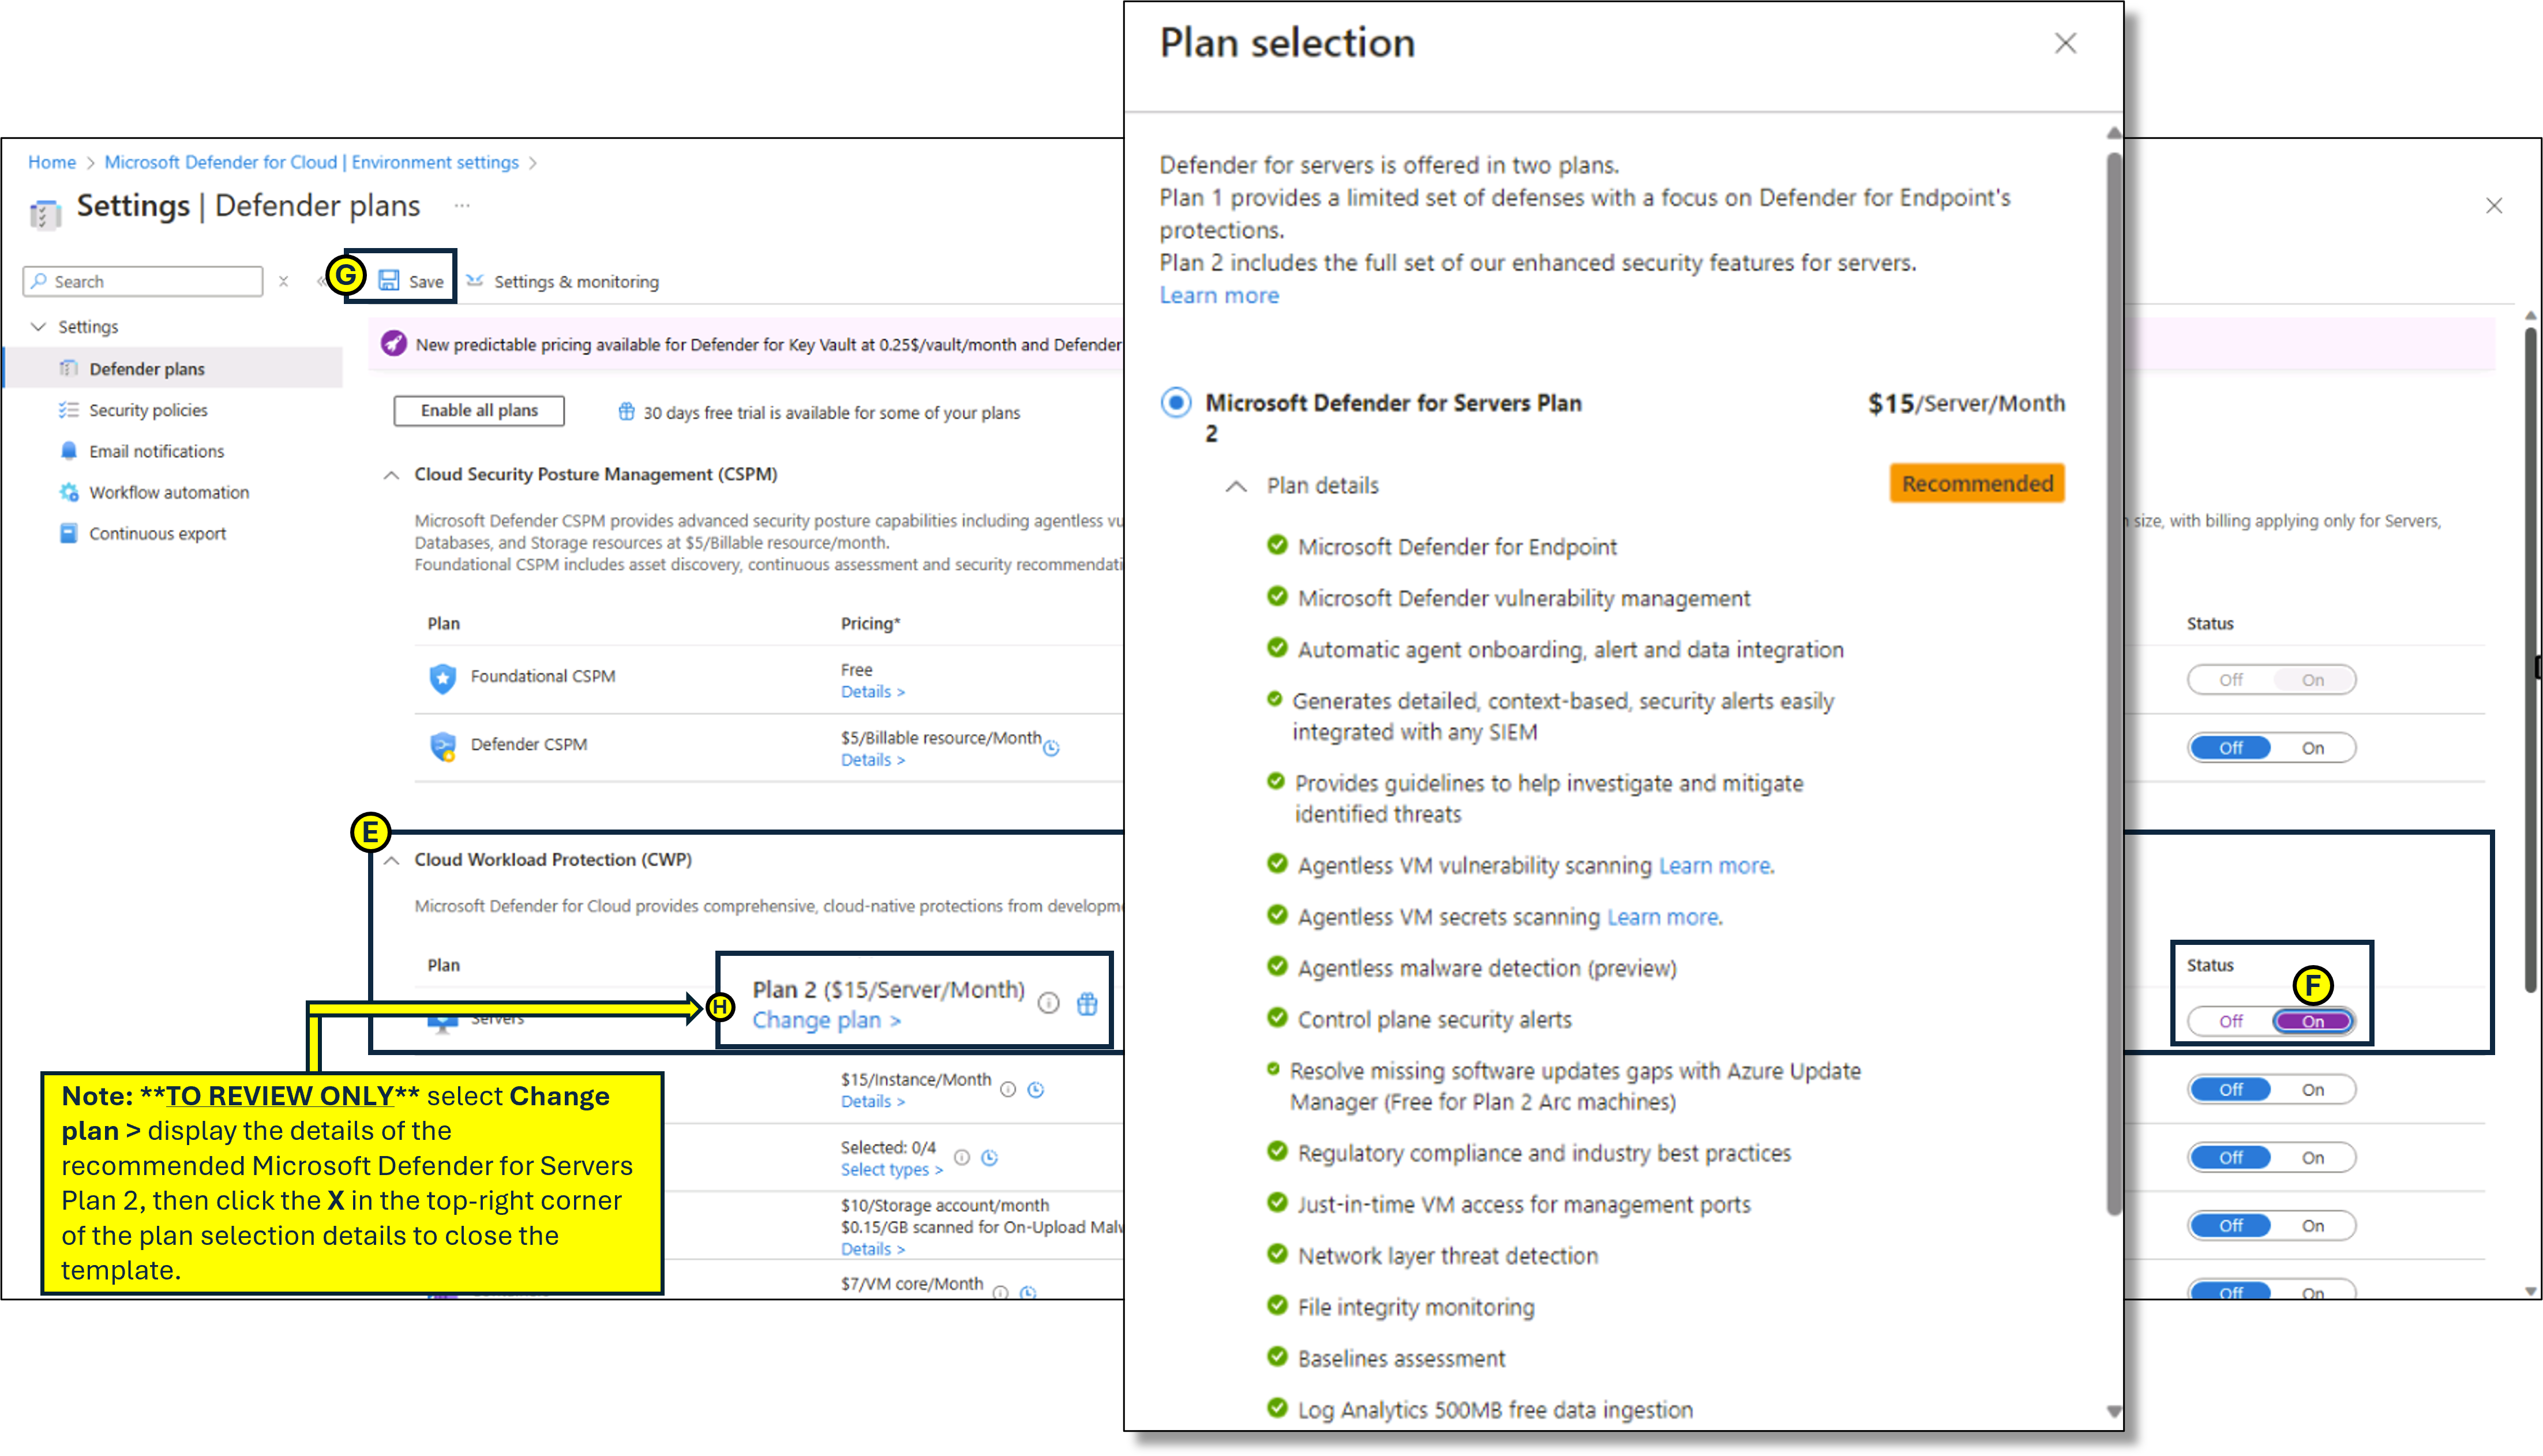 Home > Microsoft Defender for Cloud | Environment settings >
Settings | Defender plans ...
Search
G
Save
Settings & monitoring
Settings
Defender plans
Security policies
Email notifications
Workflow automation
Continuous export
New predictable pricing available for Defender for Key Vault at 0.25$/vault/month and Defender
Enable all plans
30 days free trial is available for some of your plans
Cloud Security Posture Management (CSPM)
Microsoft Defender CSPM provides advanced security posture capabilities including agentless vu
Databases, and Storage resources at $5/Billable resource/month.
Foundational CSPM includes asset discovery, continuous assessment and security recommendati
Plan
Pricing*
Foundational CSPM
Free
Details >
Defender CSPM
$5/Billable resource/Month
Details >
E
Cloud Workload Protection (CWP)
Microsoft Defender for Cloud provides comprehensive, cloud-native protections from developme
Plan
Servers
H
Plan 2 ($15/Server/Month)
Change plan >
$15/Instance/Month
Details >
Selected: 0/4
Select types >
$10/Storage account/month
$0.15/GB scanned for On-Upload Malw
Details >
$7/VM core/Month
Note: **TO REVIEW ONLY** select Change
plan > display the details of the
recommended Microsoft Defender for Servers
Plan 2, then click the X in the top-right corner
of the plan selection details to close the
template.
Plan selection
Defender for servers is offered in two plans.
Plan 1 provides a limited set of defenses with a focus on Defender for Endpoint's
protections.
Plan 2 includes the full set of our enhanced security features for servers.
Learn more
Microsoft Defender for Servers Plan
2
$15/Server/Month
Plan details
Recommended
Microsoft Defender for Endpoint
Microsoft Defender vulnerability management
Automatic agent onboarding, alert and data integration
Generates detailed, context-based, security alerts easily
integrated with any SIEM
Provides guidelines to help investigate and mitigate
identified threats
Agentless VM vulnerability scanning Learn more.
Agentless VM secrets scanning Learn more.
Agentless malware detection (preview)
Control plane security alerts
Resolve missing software updates gaps with Azure Update
Manager (Free for Plan 2 Arc machines)
Regulatory compliance and industry best practices
Just-in-time VM access for management ports
Network layer threat detection
File integrity monitoring
Baselines assessment
Log Analytics 500MB free data ingestion
size, with billing applying only for Servers,
Status
Off On
Off On
Status
F
Off On
Off On
Off On
Off On
Off On